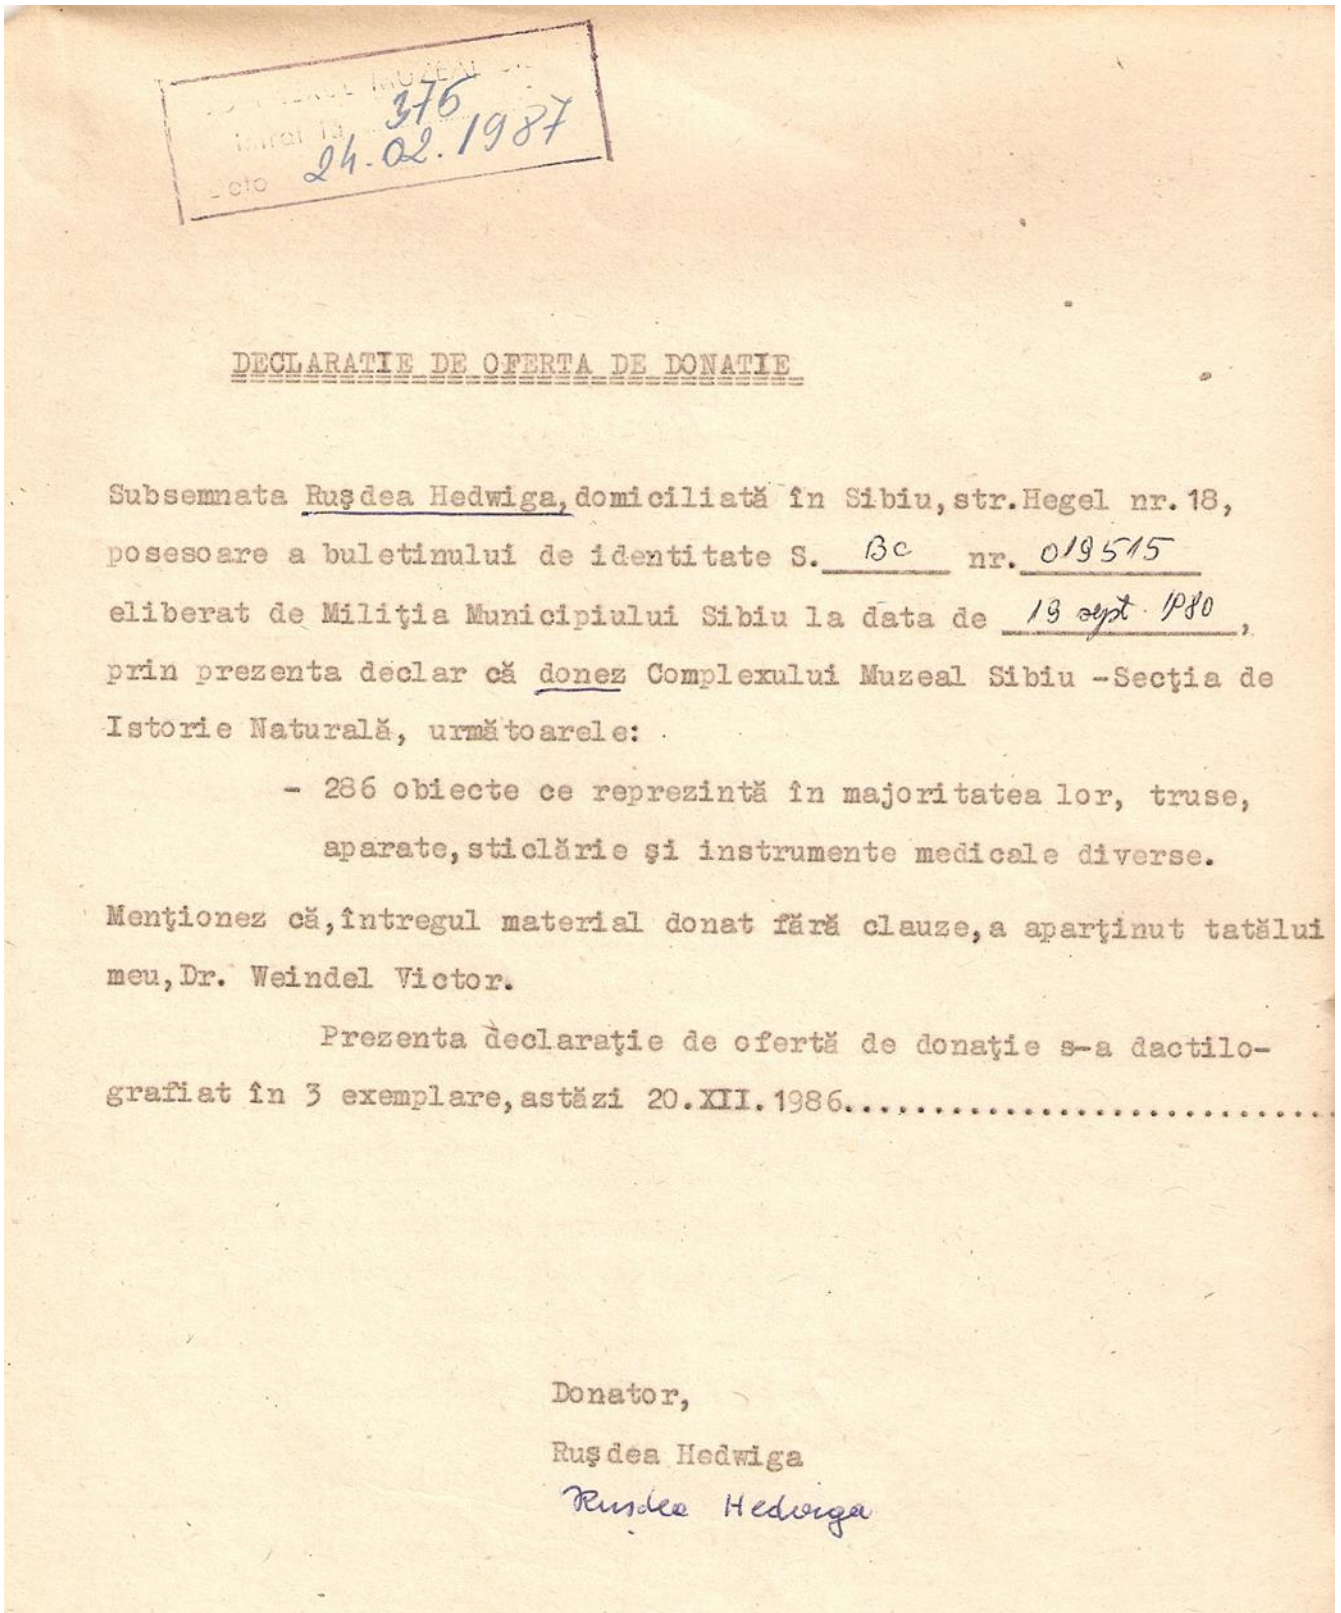 MUZEAL
376
24.02.1987
DECLARATIE DE OFERTA DE DONATIE
Subsemnata Ruşdea Hedwiga,domiciliată în Sibiu,str.Hegel nr.18,
posesoare a buletinului de identitate S. BC nr. 019515
eliberat de Miliţia Municipiului Sibiu la data de 19 sept. 1980,
prin prezenta declar că donez Complexului Muzeal Sibiu -Secţia de
Istorie Naturală, următoarele:
- 286 obiecte ce reprezintă în majoritatea lor, truse,
aparate,sticlărie şi instrumente medicale diverse.
Menţionez că,întregul material donat fără clauze,a aparţinut tatălui
meu,Dr. Weindel Victor.
Prezenta declaraţie de ofertă de donaţie s-a dactilo-
grafiat în 3 exemplare,astăzi 20.XII.1986..............................
Donator,
Ruşdea Hedwiga
Ruşdea Hedwiga